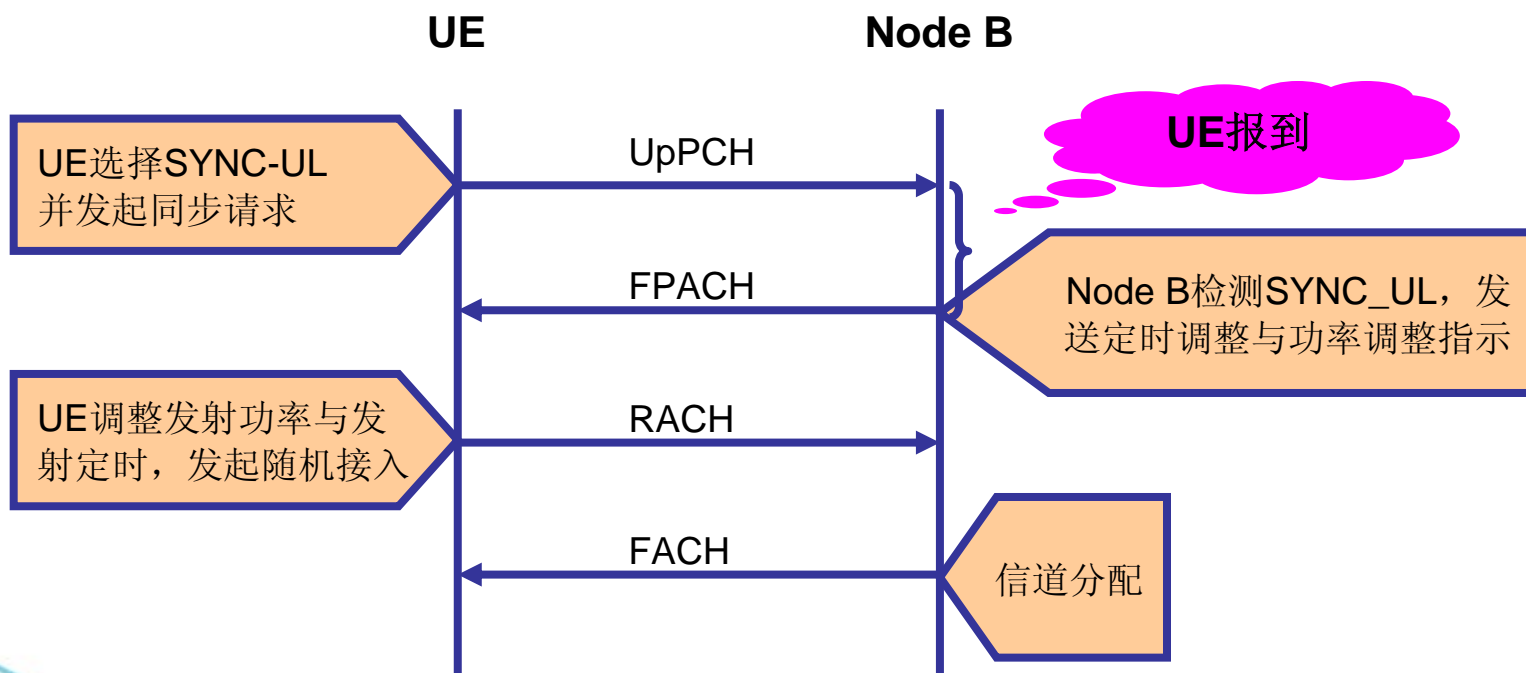 UE
Node B
UE报到
UpPCH
UE选择SYNC-UL
并发起同步请求
FPACH
Node B检测SYNC_UL，发
送定时调整与功率调整指示
RACH
UE调整发射功率与发
射定时，发起随机接入
FACH
信道分配